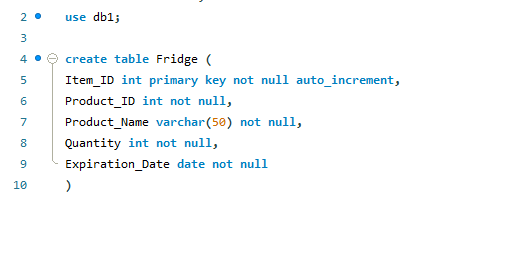 2 use db1;
3
4 create table Fridge (
5 Item_ID int primary key not null auto_increment,
6 Product_ID int not null,
7 Product_Name varchar(50) not null,
8 Quantity int not null,
9 Expiration_Date date not null
10 )